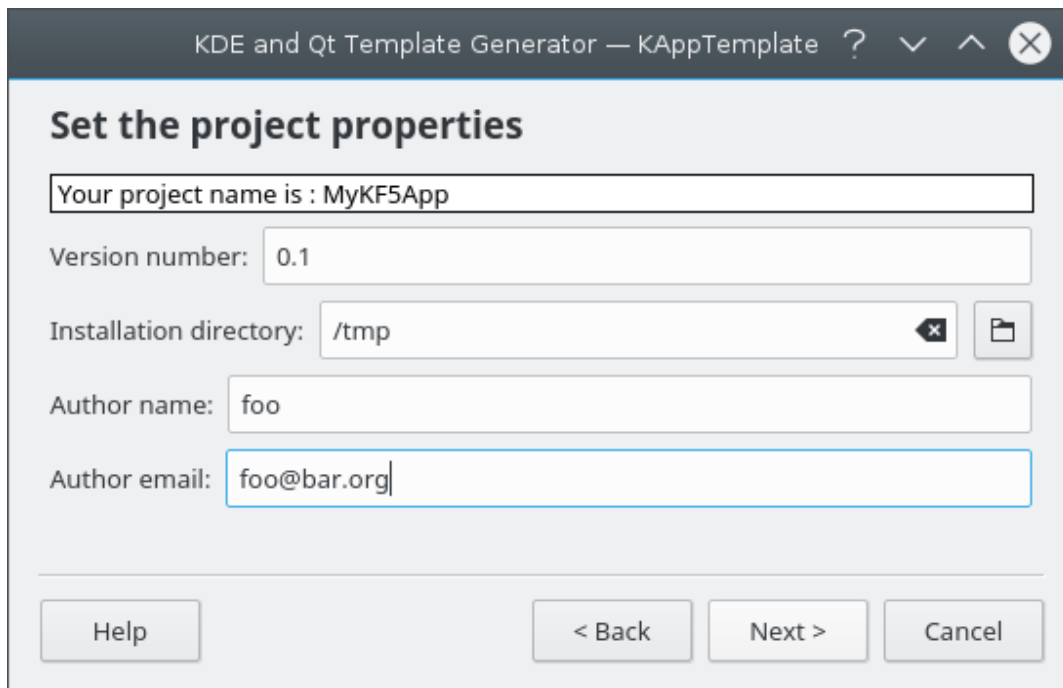 KDE and Qt Template Generator — KAppTemplate
Set the project properties
Your project name is : MyKF5App
Version number: 0.1
Installation directory: /tmp
Author name: foo
Author email: foo@bar.org
Help < Back Next > Cancel